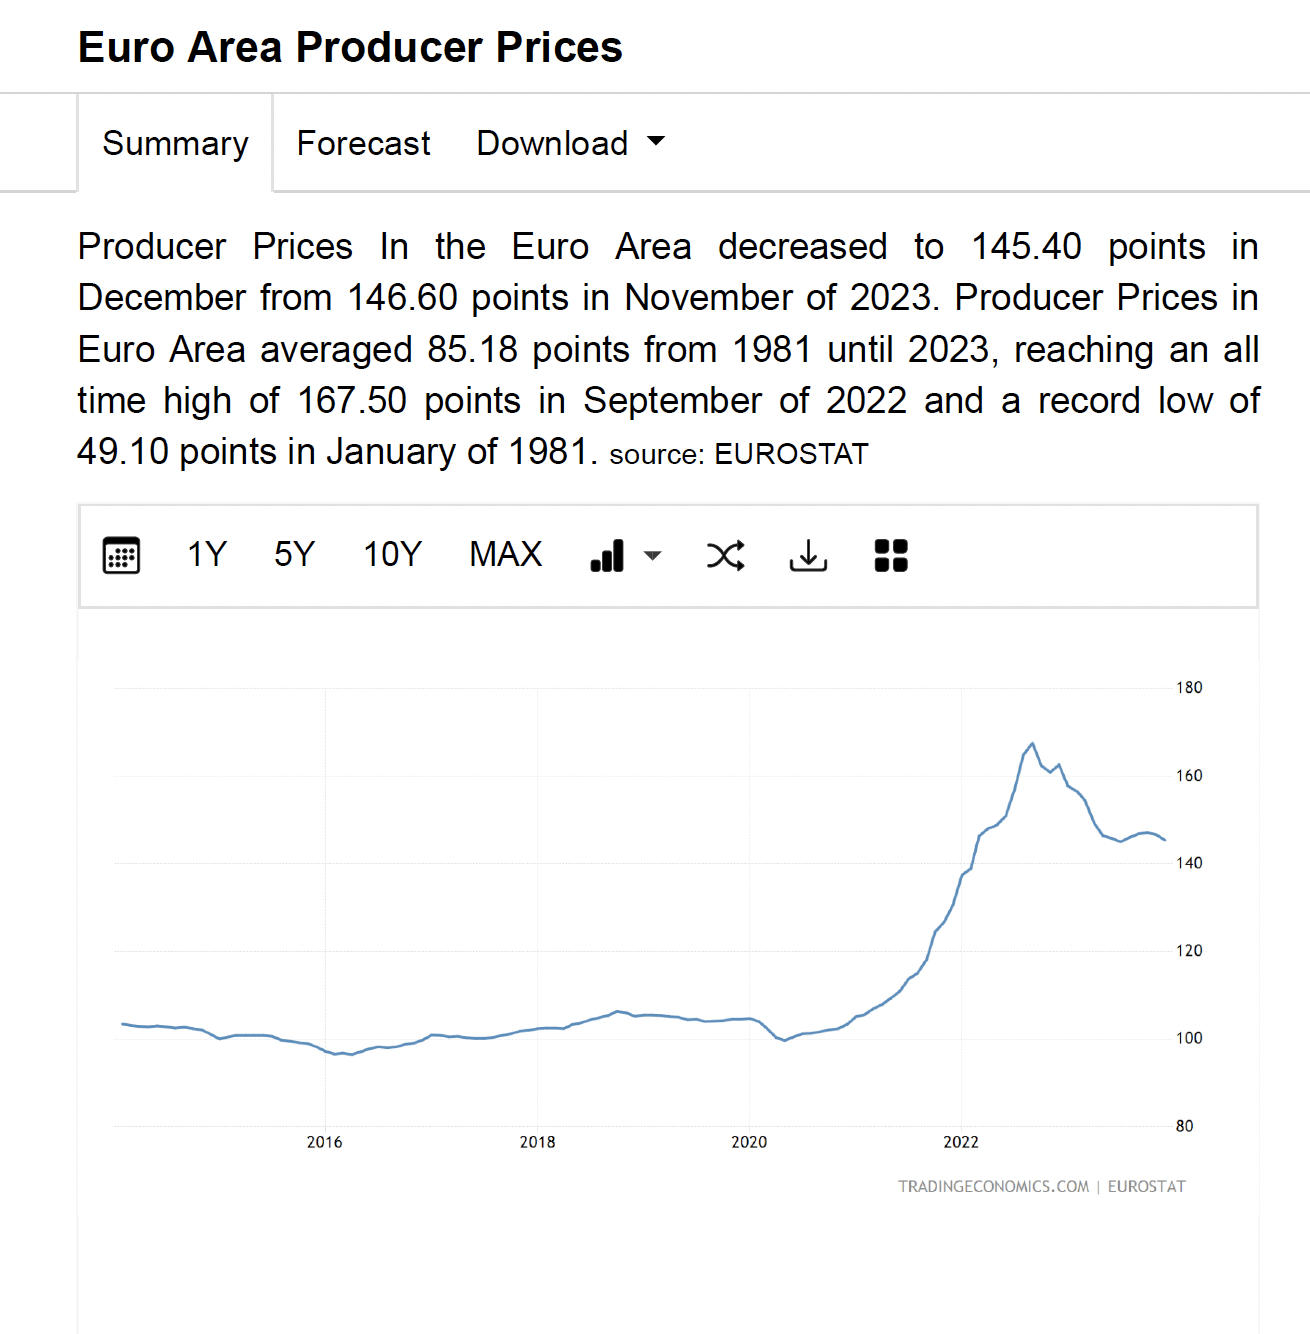 Euro Area Producer Prices
Summary Forecast Download
Producer Prices In the Euro Area decreased to 145.40 points in
December from 146.60 points in November of 2023. Producer Prices in
Euro Area averaged 85.18 points from 1981 until 2023, reaching an all
time high of 167.50 points in September of 2022 and a record low of
49.10 points in January of 1981. source: EUROSTAT
1Y 5Y 10Y MAX
180
160
140
120
100
80
2016 2018 2020 2022
TRADINGECONOMICS.COM | EUROSTAT